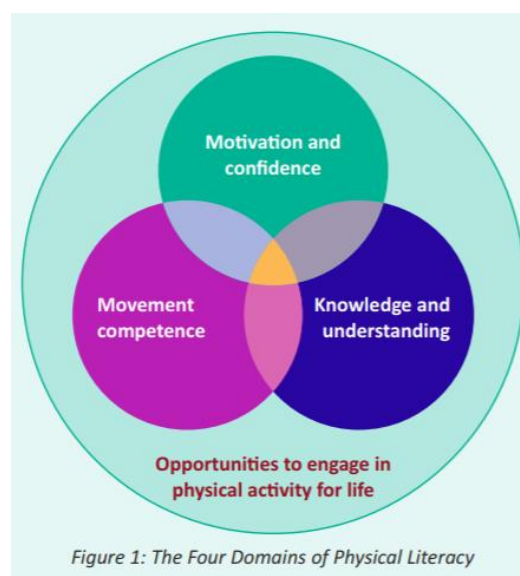 Motivation and
confidence
Movement
competence
Knowledge and
understanding
Opportunities to engage in
physical activity for life
Figure 1: The Four Domains of Physical Literacy